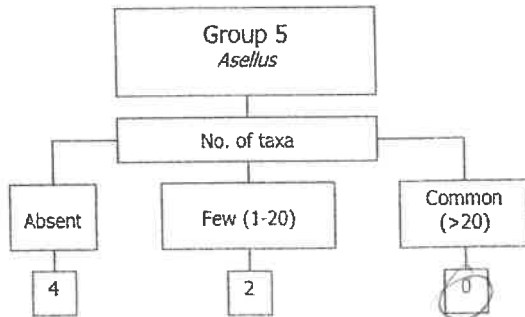 Group 5
Asellus
No. of taxa
Absent
Few (1-20)
Common
(>20)
4
2
0